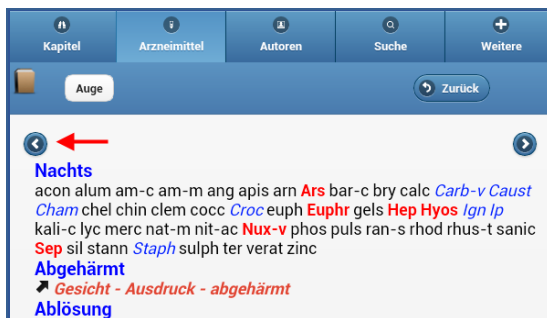 Kapitel Arzneimittel Autoren Suche Weitere
Auge Zurück
Nachts
acon alum am-c am-m ang apis arn Ars bar-c bry calc Carb-v Caust
Cham chel chin clem cocc Croc euph Euphr gels Hep Hyos Ign Ip
kali-c lyc merc nat-m nit-ac Nux-v phos puls ran-s rhod rhus-t sanic
Sep sil stann Staph sulph ter verat zinc
Abgehärmt
Gesicht - Ausdruck - abgehärmt
Ablösung